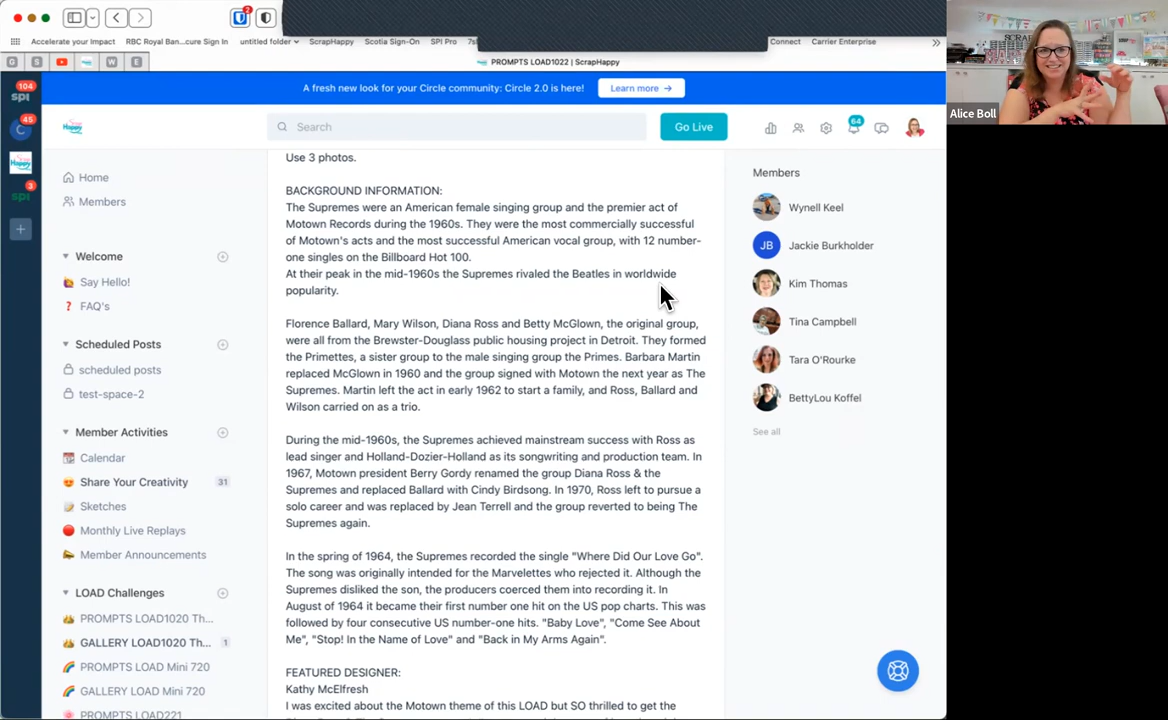 2
Accelerate your Impact
RBC Royal Ban...cure Sign In
untitled folder
ScrapHappy
Scotia Sign-On
SPI Pro
Connect
Carrier Enterprise
PROMPTS LOAD1022 | ScrapHappy
104
spi
45
C
3
spi
A fresh new look for your Circle community: Circle 2.0 is here!
Learn more →
Scrap Happy
Search
Go Live
64
Alice Boll
Home
Members
Welcome
Say Hello!
FAQ's
Scheduled Posts
scheduled posts
test-space-2
Member Activities
Calendar
Share Your Creativity 31
Sketches
Monthly Live Replays
Member Announcements
LOAD Challenges
PROMPTS LOAD1020 Th...
GALLERY LOAD1020 Th... 1
PROMPTS LOAD Mini 720
GALLERY LOAD Mini 720
PROMPTS LOAD221
Use 3 photos.
BACKGROUND INFORMATION:
The Supremes were an American female singing group and the premier act of
Motown Records during the 1960s. They were the most commercially successful
of Motown's acts and the most successful American vocal group, with 12 number-
one singles on the Billboard Hot 100.
At their peak in the mid-1960s the Supremes rivaled the Beatles in worldwide
popularity.
Florence Ballard, Mary Wilson, Diana Ross and Betty McGlown, the original group,
were all from the Brewster-Douglass public housing project in Detroit. They formed
the Primettes, a sister group to the male singing group the Primes. Barbara Martin
replaced McGlown in 1960 and the group signed with Motown the next year as The
Supremes. Martin left the act in early 1962 to start a family, and Ross, Ballard and
Wilson carried on as a trio.
During the mid-1960s, the Supremes achieved mainstream success with Ross as
lead singer and Holland-Dozier-Holland as its songwriting and production team. In
1967, Motown president Berry Gordy renamed the group Diana Ross & the
Supremes and replaced Ballard with Cindy Birdsong. In 1970, Ross left to pursue a
solo career and was replaced by Jean Terrell and the group reverted to being The
Supremes again.
In the spring of 1964, the Supremes recorded the single "Where Did Our Love Go".
The song was originally intended for the Marvelettes who rejected it. Although the
Supremes disliked the son, the producers coerced them into recording it. In
August of 1964 it became their first number one hit on the US pop charts. This was
followed by four consecutive US number-one hits. "Baby Love", "Come See About
Me", "Stop! In the Name of Love" and "Back in My Arms Again".
FEATURED DESIGNER:
Kathy McElfresh
I was excited about the Motown theme of this LOAD but SO thrilled to get the
Members
Wynell Keel
JB Jackie Burkholder
Kim Thomas
Tina Campbell
Tara O'Rourke
BettyLou Koffel
See all